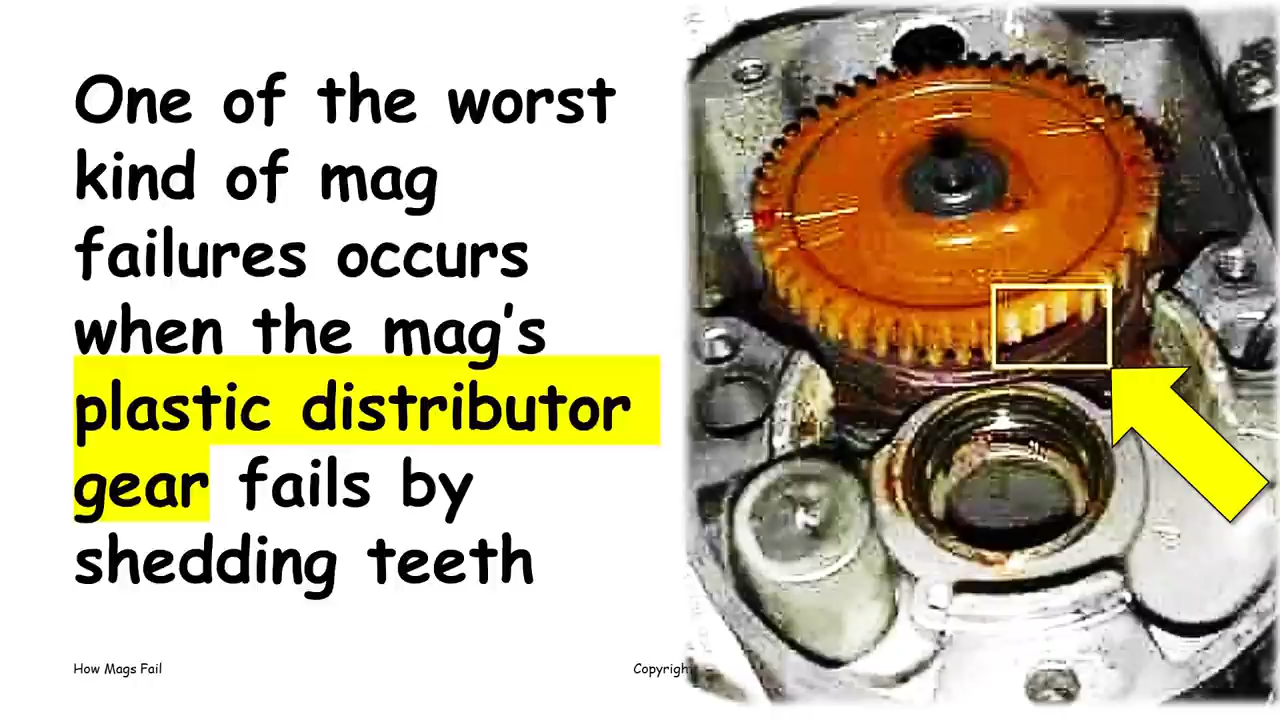 One of the worst
kind of mag
failures occurs
when the mag's
plastic distributor
gear fails by
shedding teeth
How Mags Fail
Copyright